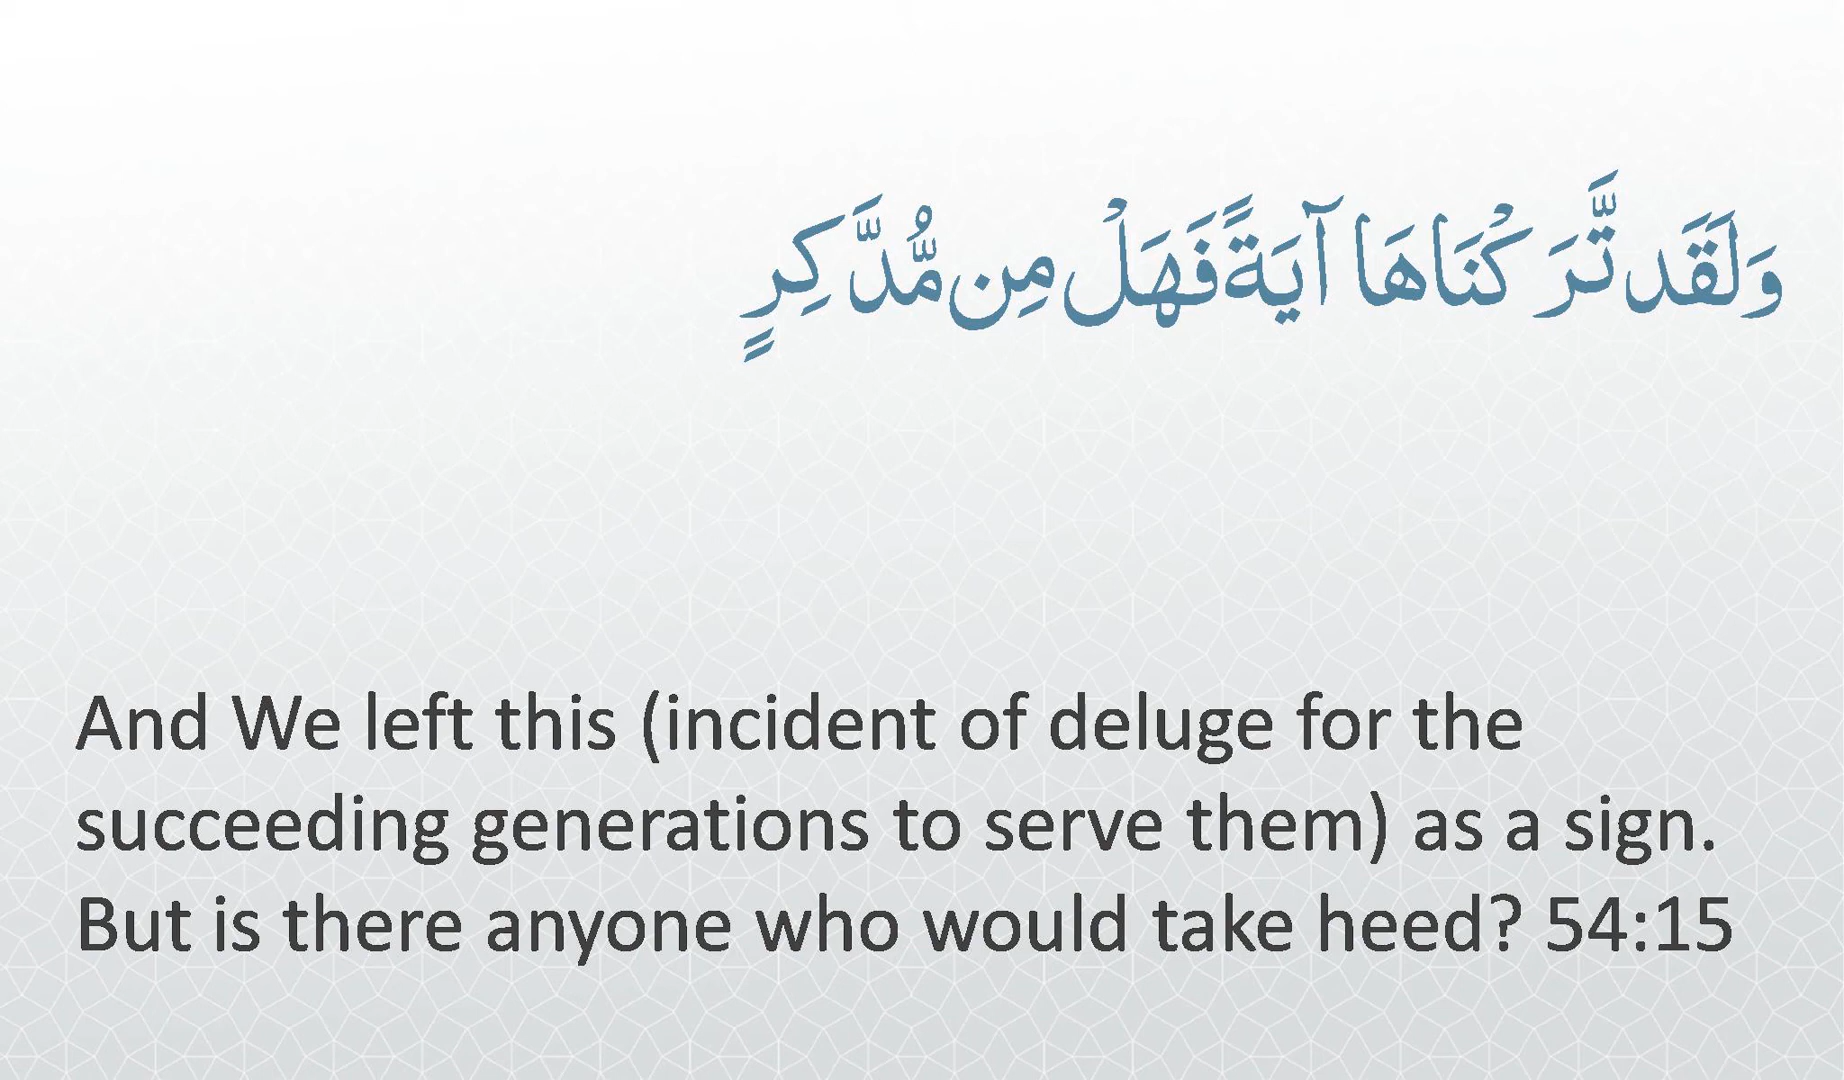 وَلَقَد تَّرَكْنَاهَا آيَةً فَهَلْ مِن مُّدَّكِرٍ
And We left this (incident of deluge for the
succeeding generations to serve them) as a sign.
But is there anyone who would take heed? 54:15